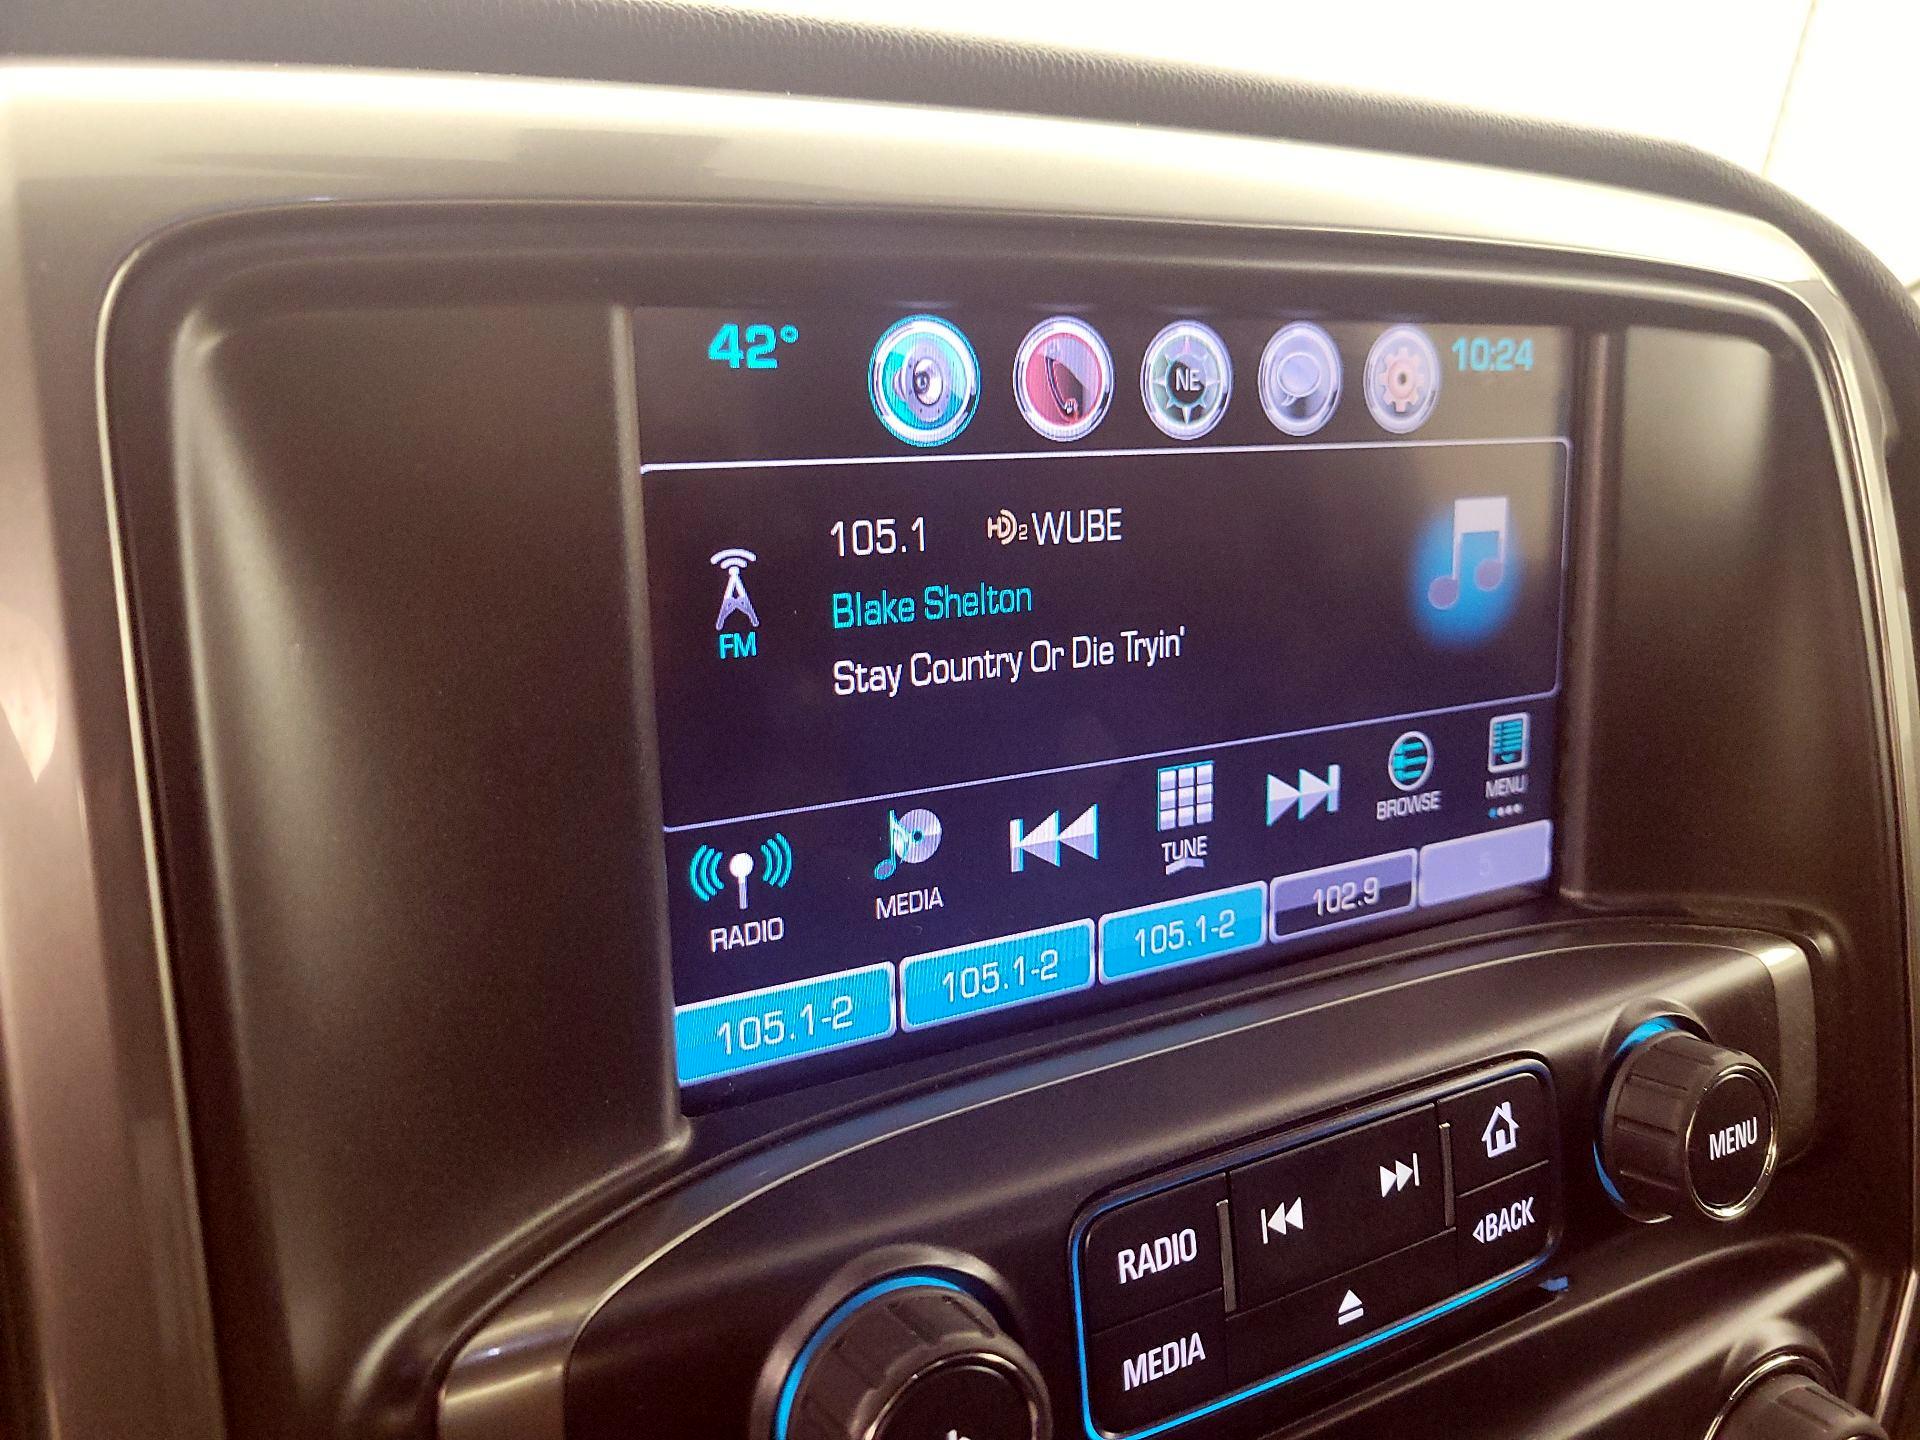 42° NE 10:24
105.1 HD2 WUBE
FM
Blake Shelton
Stay Country Or Die Tryin'
RADIO MEDIA TUNE BROWSE MENU
105.1-2 105.1-2 105.1-2 102.9 5
MENU
RADIO
BACK
MEDIA